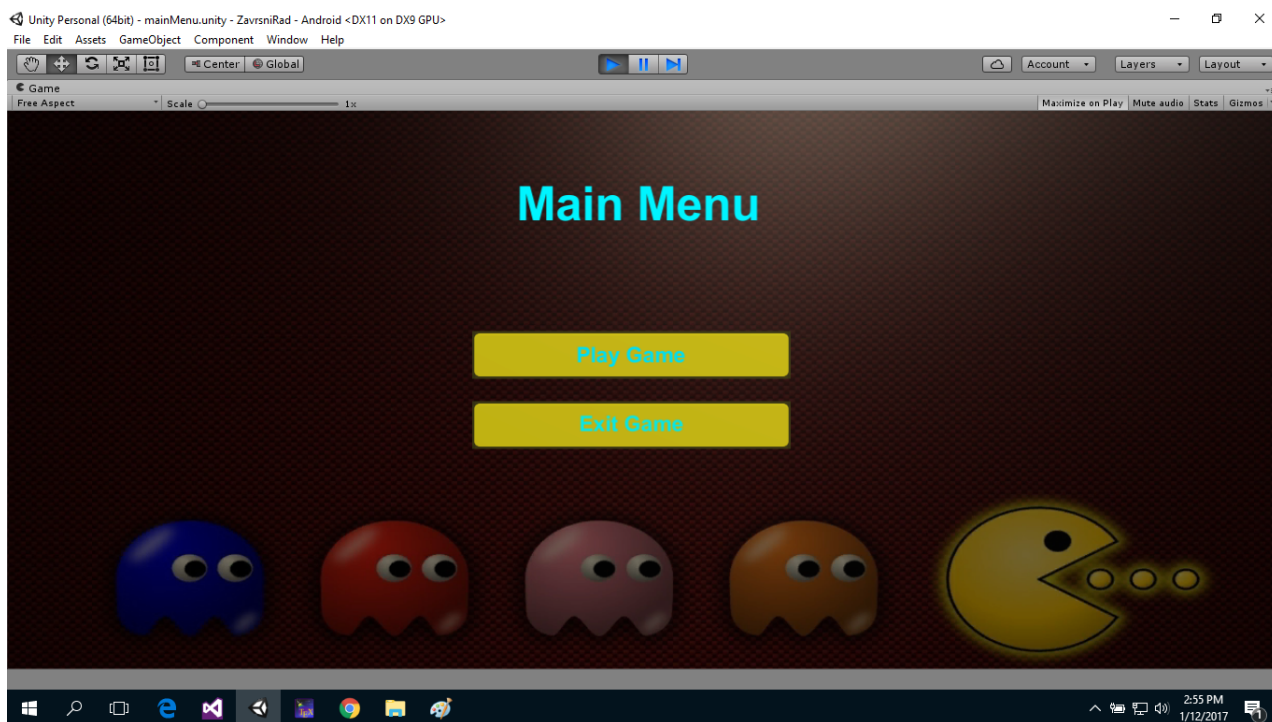 Unity Personal (64bit) - mainMenu.unity - ZavrsniRad - Android <DX11 on DX9 GPU>
File Edit Assets GameObject Component Window Help
Center Global Account Layers Layout
Game
Free Aspect Scale 1x Maximize on Play Mute audio Stats Gizmos
Main Menu
Play Game
Exit Game
2:55 PM
1/12/2017